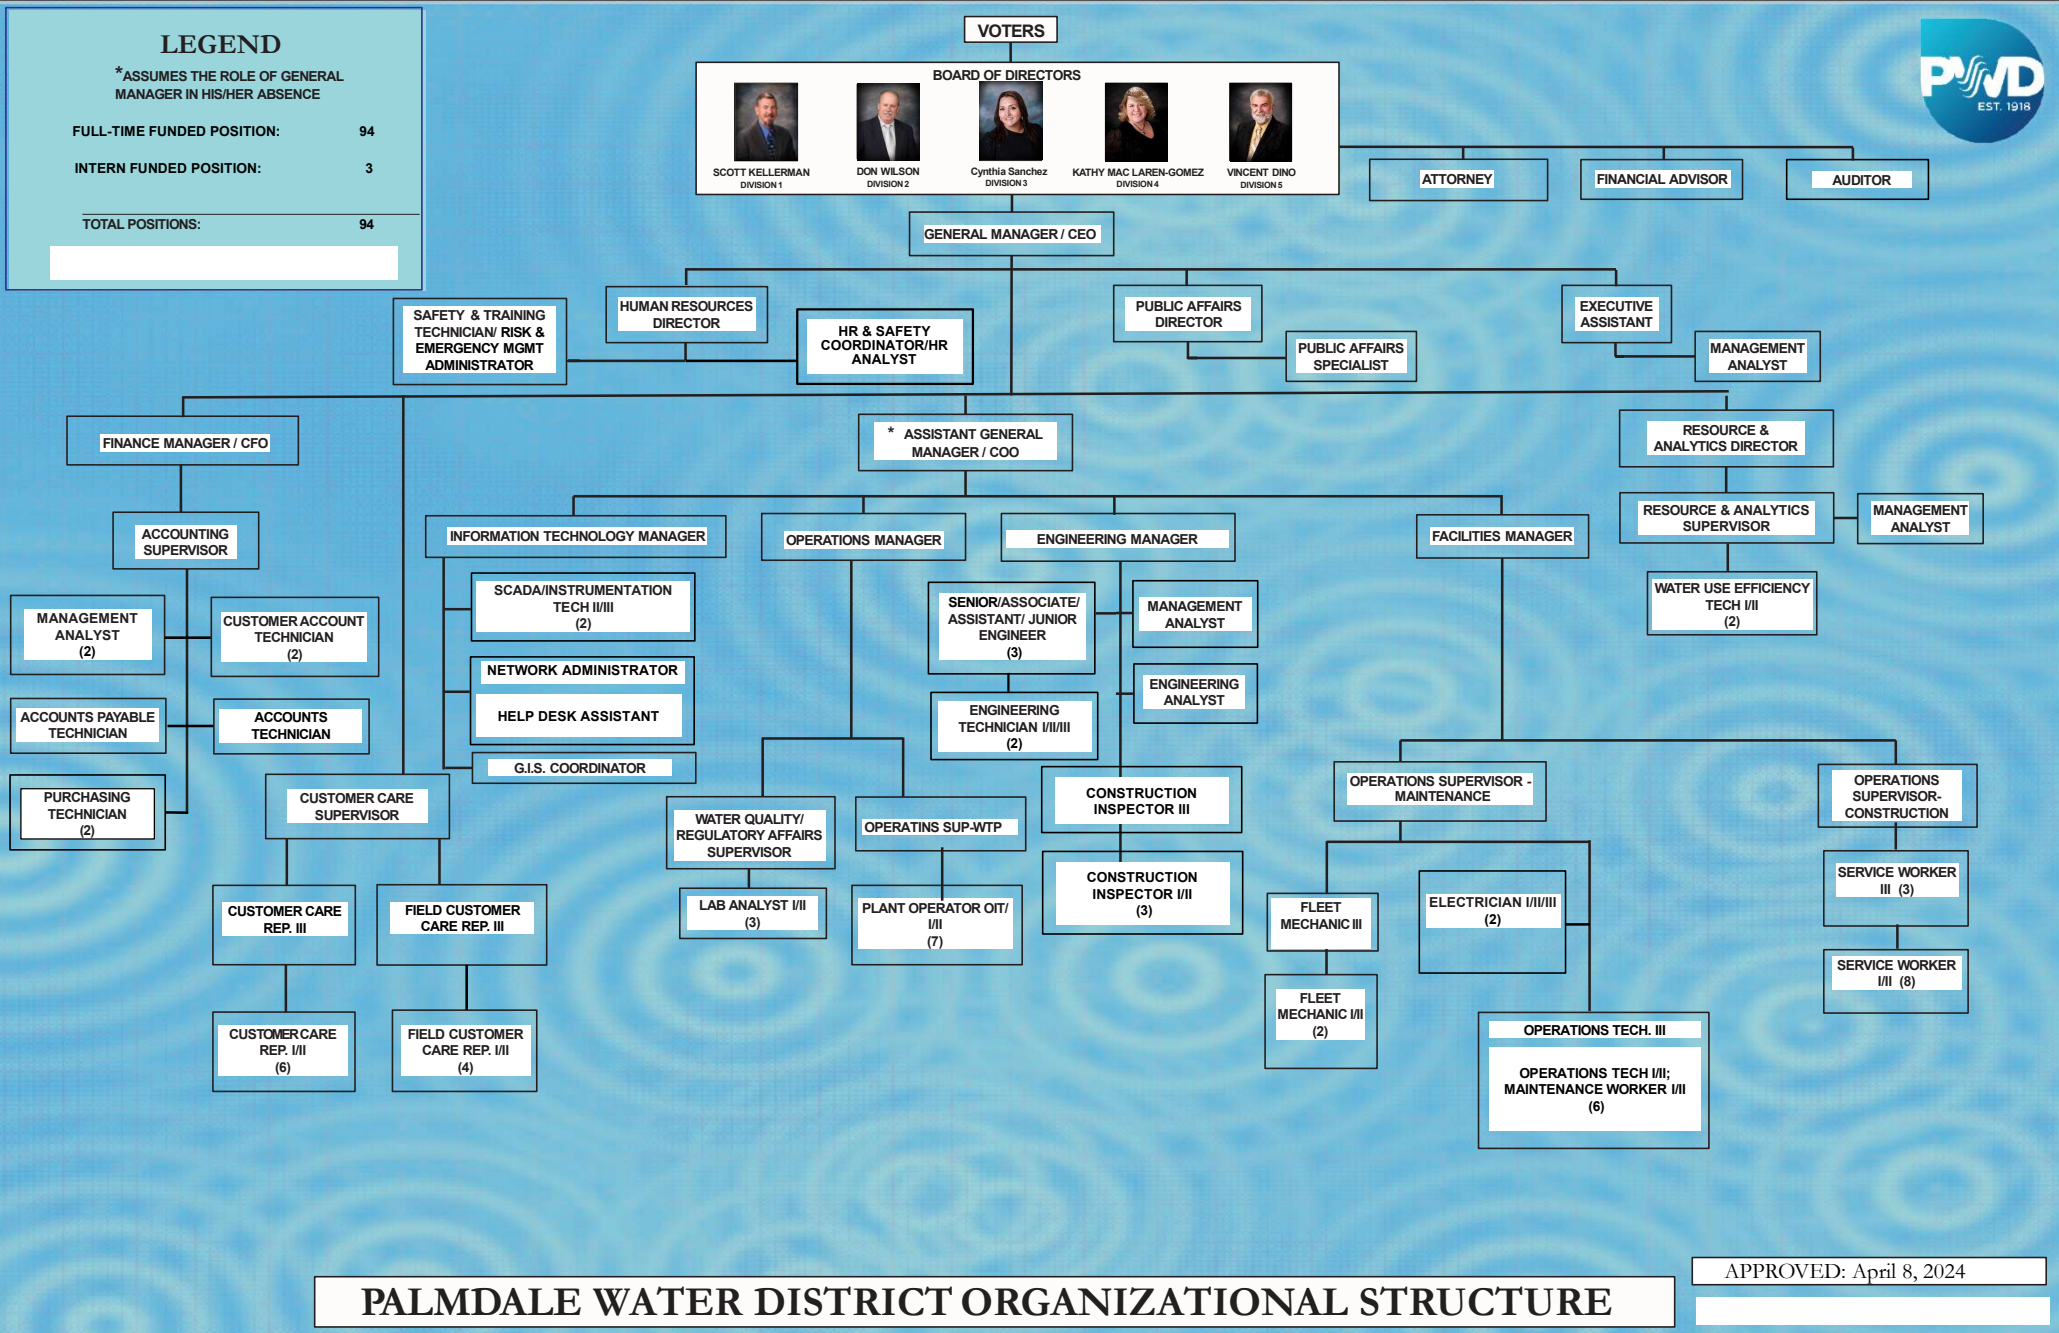 LEGEND
*ASSUMES THE ROLE OF GENERAL
MANAGER IN HIS/HER ABSENCE
FULL-TIME FUNDED POSITION: 94
INTERN FUNDED POSITION: 3
TOTAL POSITIONS: 94
VOTERS
BOARD OF DIRECTORS
SCOTT KELLERMAN
DIVISION 1
DON WILSON
DIVISION 2
Cynthia Sanchez
DIVISION 3
KATHY MAC LAREN-GOMEZ
DIVISION 4
VINCENT DINO
DIVISION 5
PWD
EST. 1918
ATTORNEY
FINANCIAL ADVISOR
AUDITOR
GENERAL MANAGER / CEO
SAFETY & TRAINING
TECHNICIAN/ RISK &
EMERGENCY MGMT
ADMINISTRATOR
HUMAN RESOURCES
DIRECTOR
HR & SAFETY
COORDINATOR/HR
ANALYST
PUBLIC AFFAIRS
DIRECTOR
PUBLIC AFFAIRS
SPECIALIST
EXECUTIVE
ASSISTANT
MANAGEMENT
ANALYST
FINANCE MANAGER / CFO
* ASSISTANT GENERAL
MANAGER / COO
RESOURCE &
ANALYTICS DIRECTOR
ACCOUNTING
SUPERVISOR
INFORMATION TECHNOLOGY MANAGER
OPERATIONS MANAGER
ENGINEERING MANAGER
FACILITIES MANAGER
RESOURCE & ANALYTICS
SUPERVISOR
MANAGEMENT
ANALYST
WATER USE EFFICIENCY
TECH I/II
(2)
MANAGEMENT
ANALYST
(2)
CUSTOMER ACCOUNT
TECHNICIAN
(2)
ACCOUNTS PAYABLE
TECHNICIAN
ACCOUNTS
TECHNICIAN
PURCHASING
TECHNICIAN
(2)
SCADA/INSTRUMENTATION
TECH II/III
(2)
NETWORK ADMINISTRATOR
HELP DESK ASSISTANT
G.I.S. COORDINATOR
SENIOR/ASSOCIATE/
ASSISTANT/ JUNIOR
ENGINEER
(3)
MANAGEMENT
ANALYST
ENGINEERING
TECHNICIAN I/II/III
(2)
ENGINEERING
ANALYST
CUSTOMER CARE
SUPERVISOR
WATER QUALITY/
REGULATORY AFFAIRS
SUPERVISOR
OPERATINS SUP-WTP
CONSTRUCTION
INSPECTOR III
CONSTRUCTION
INSPECTOR I/II
(3)
OPERATIONS SUPERVISOR -
MAINTENANCE
OPERATIONS
SUPERVISOR-
CONSTRUCTION
CUSTOMER CARE
REP. III
FIELD CUSTOMER
CARE REP. III
LAB ANALYST I/II
(3)
PLANT OPERATOR OIT/
I/II
(7)
FLEET
MECHANIC III
ELECTRICIAN I/II/III
(2)
SERVICE WORKER
III (3)
CUSTOMER CARE
REP. I/II
(6)
FIELD CUSTOMER
CARE REP. I/II
(4)
FLEET
MECHANIC I/II
(2)
SERVICE WORKER
I/II (8)
OPERATIONS TECH. III
OPERATIONS TECH I/II;
MAINTENANCE WORKER I/II
(6)
APPROVED: April 8, 2024
PALMDALE WATER DISTRICT ORGANIZATIONAL STRUCTURE